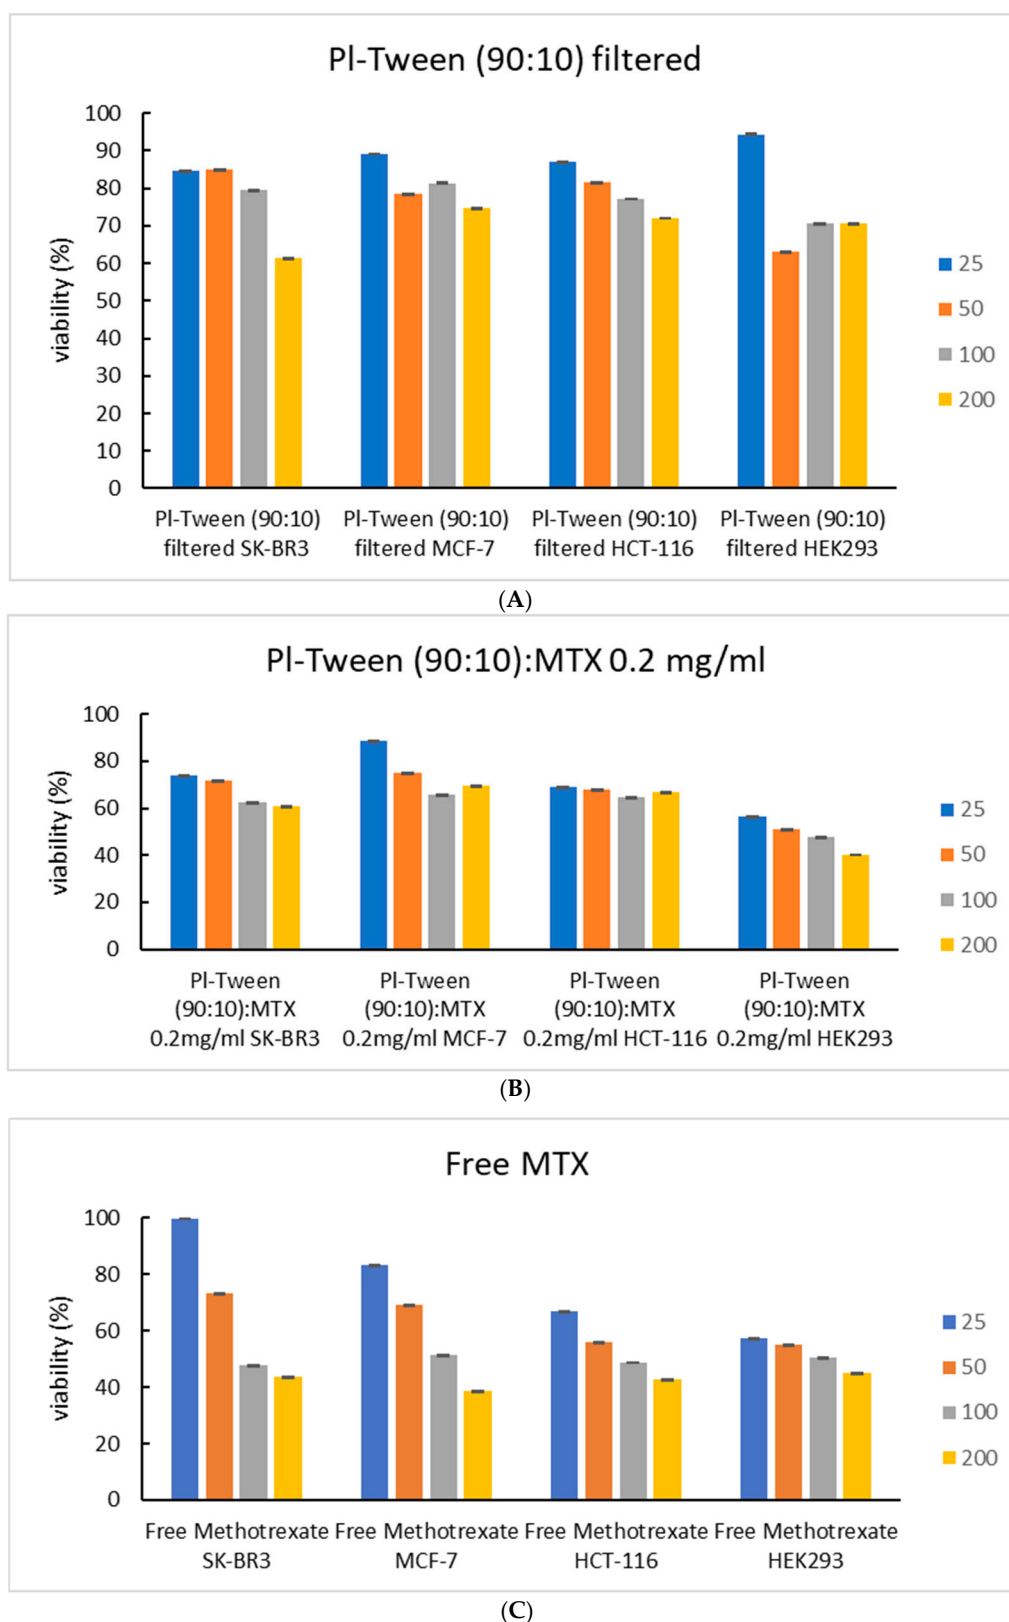 Pl-Tween (90:10) filtered
100
90
80
70
60
50
40
30
20
10
0
viability (%)
25
50
100
200
Pl-Tween (90:10) Pl-Tween (90:10) Pl-Tween (90:10) Pl-Tween (90:10)
filtered SK-BR3 filtered MCF-7 filtered HCT-116 filtered HEK293
(A)
Pl-Tween (90:10):MTX 0.2 mg/ml
100
80
60
40
20
0
viability (%)
25
50
100
200
Pl-Tween Pl-Tween Pl-Tween Pl-Tween
(90:10):MTX (90:10):MTX (90:10):MTX (90:10):MTX
0.2mg/ml SK-BR3 0.2mg/ml MCF-7 0.2mg/ml HCT-116 0.2mg/ml HEK293
(B)
Free MTX
100
80
60
40
20
0
viability (%)
25
50
100
200
Free Methotrexate Free Methotrexate Free Methotrexate Free Methotrexate
SK-BR3 MCF-7 HCT-116 HEK293
(C)